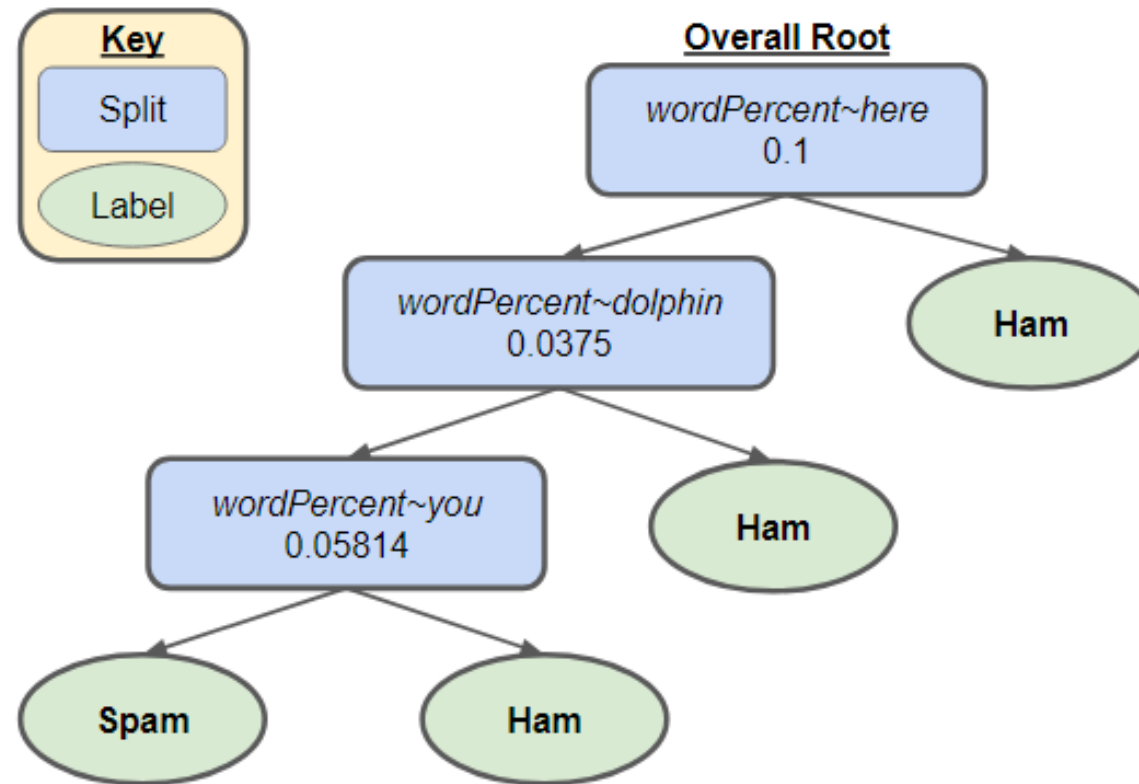 Key
Split
Label
Overall Root
wordPercent~here
0.1
Ham
wordPercent~dolphin
0.0375
Ham
wordPercent~you
0.05814
Spam
Ham